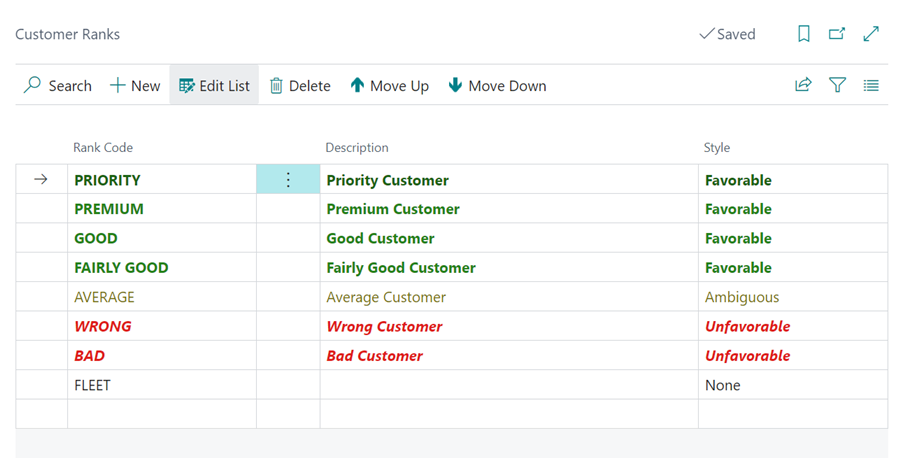 Customer Ranks Saved
Search New Edit List Delete Move Up Move Down
Rank Code Description Style
PRIORITY Priority Customer Favorable
PREMIUM Premium Customer Favorable
GOOD Good Customer Favorable
FAIRLY GOOD Fairly Good Customer Favorable
AVERAGE Average Customer Ambiguous
WRONG Wrong Customer Unfavorable
BAD Bad Customer Unfavorable
FLEET None